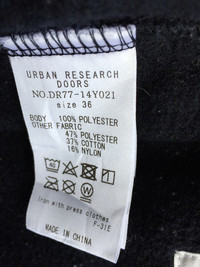 URBAN RESEARCH
DOORS
NO.DR77-14Y021
size 36
BODY 100% POLYESTER
OTHER FABRIC
47% POLYESTER
37% COTTON
16% NYLON
iron with press clothes
F-31E
MADE IN CHINA